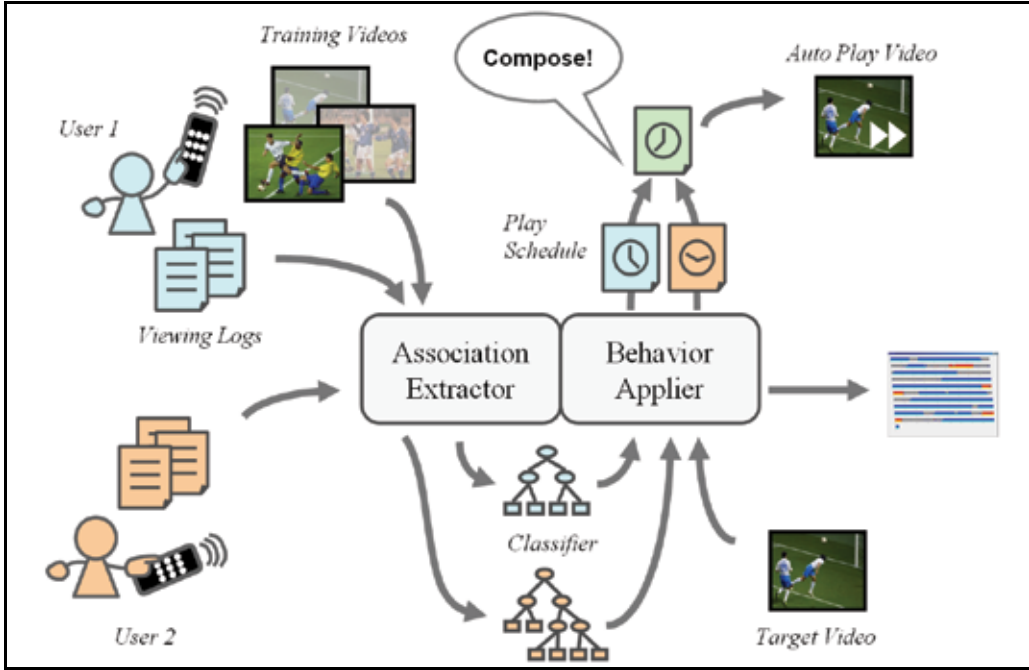 Training Videos
Compose!
Auto Play Video
User 1
Play
Schedule
Viewing Logs
Association
Extractor
Behavior
Applier
Classifier
User 2
Target Video